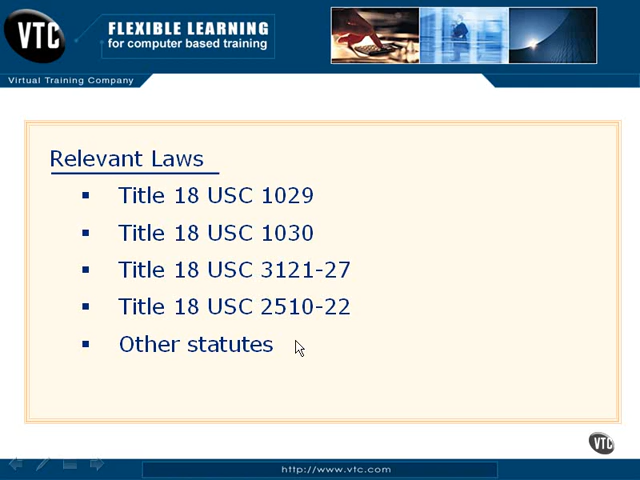 VTC
FLEXIBLE LEARNING
for computer based training
Virtual Training Company
Relevant Laws
▪ Title 18 USC 1029
▪ Title 18 USC 1030
▪ Title 18 USC 3121-27
▪ Title 18 USC 2510-22
▪ Other statutes
VTC
http://www.vtc.com